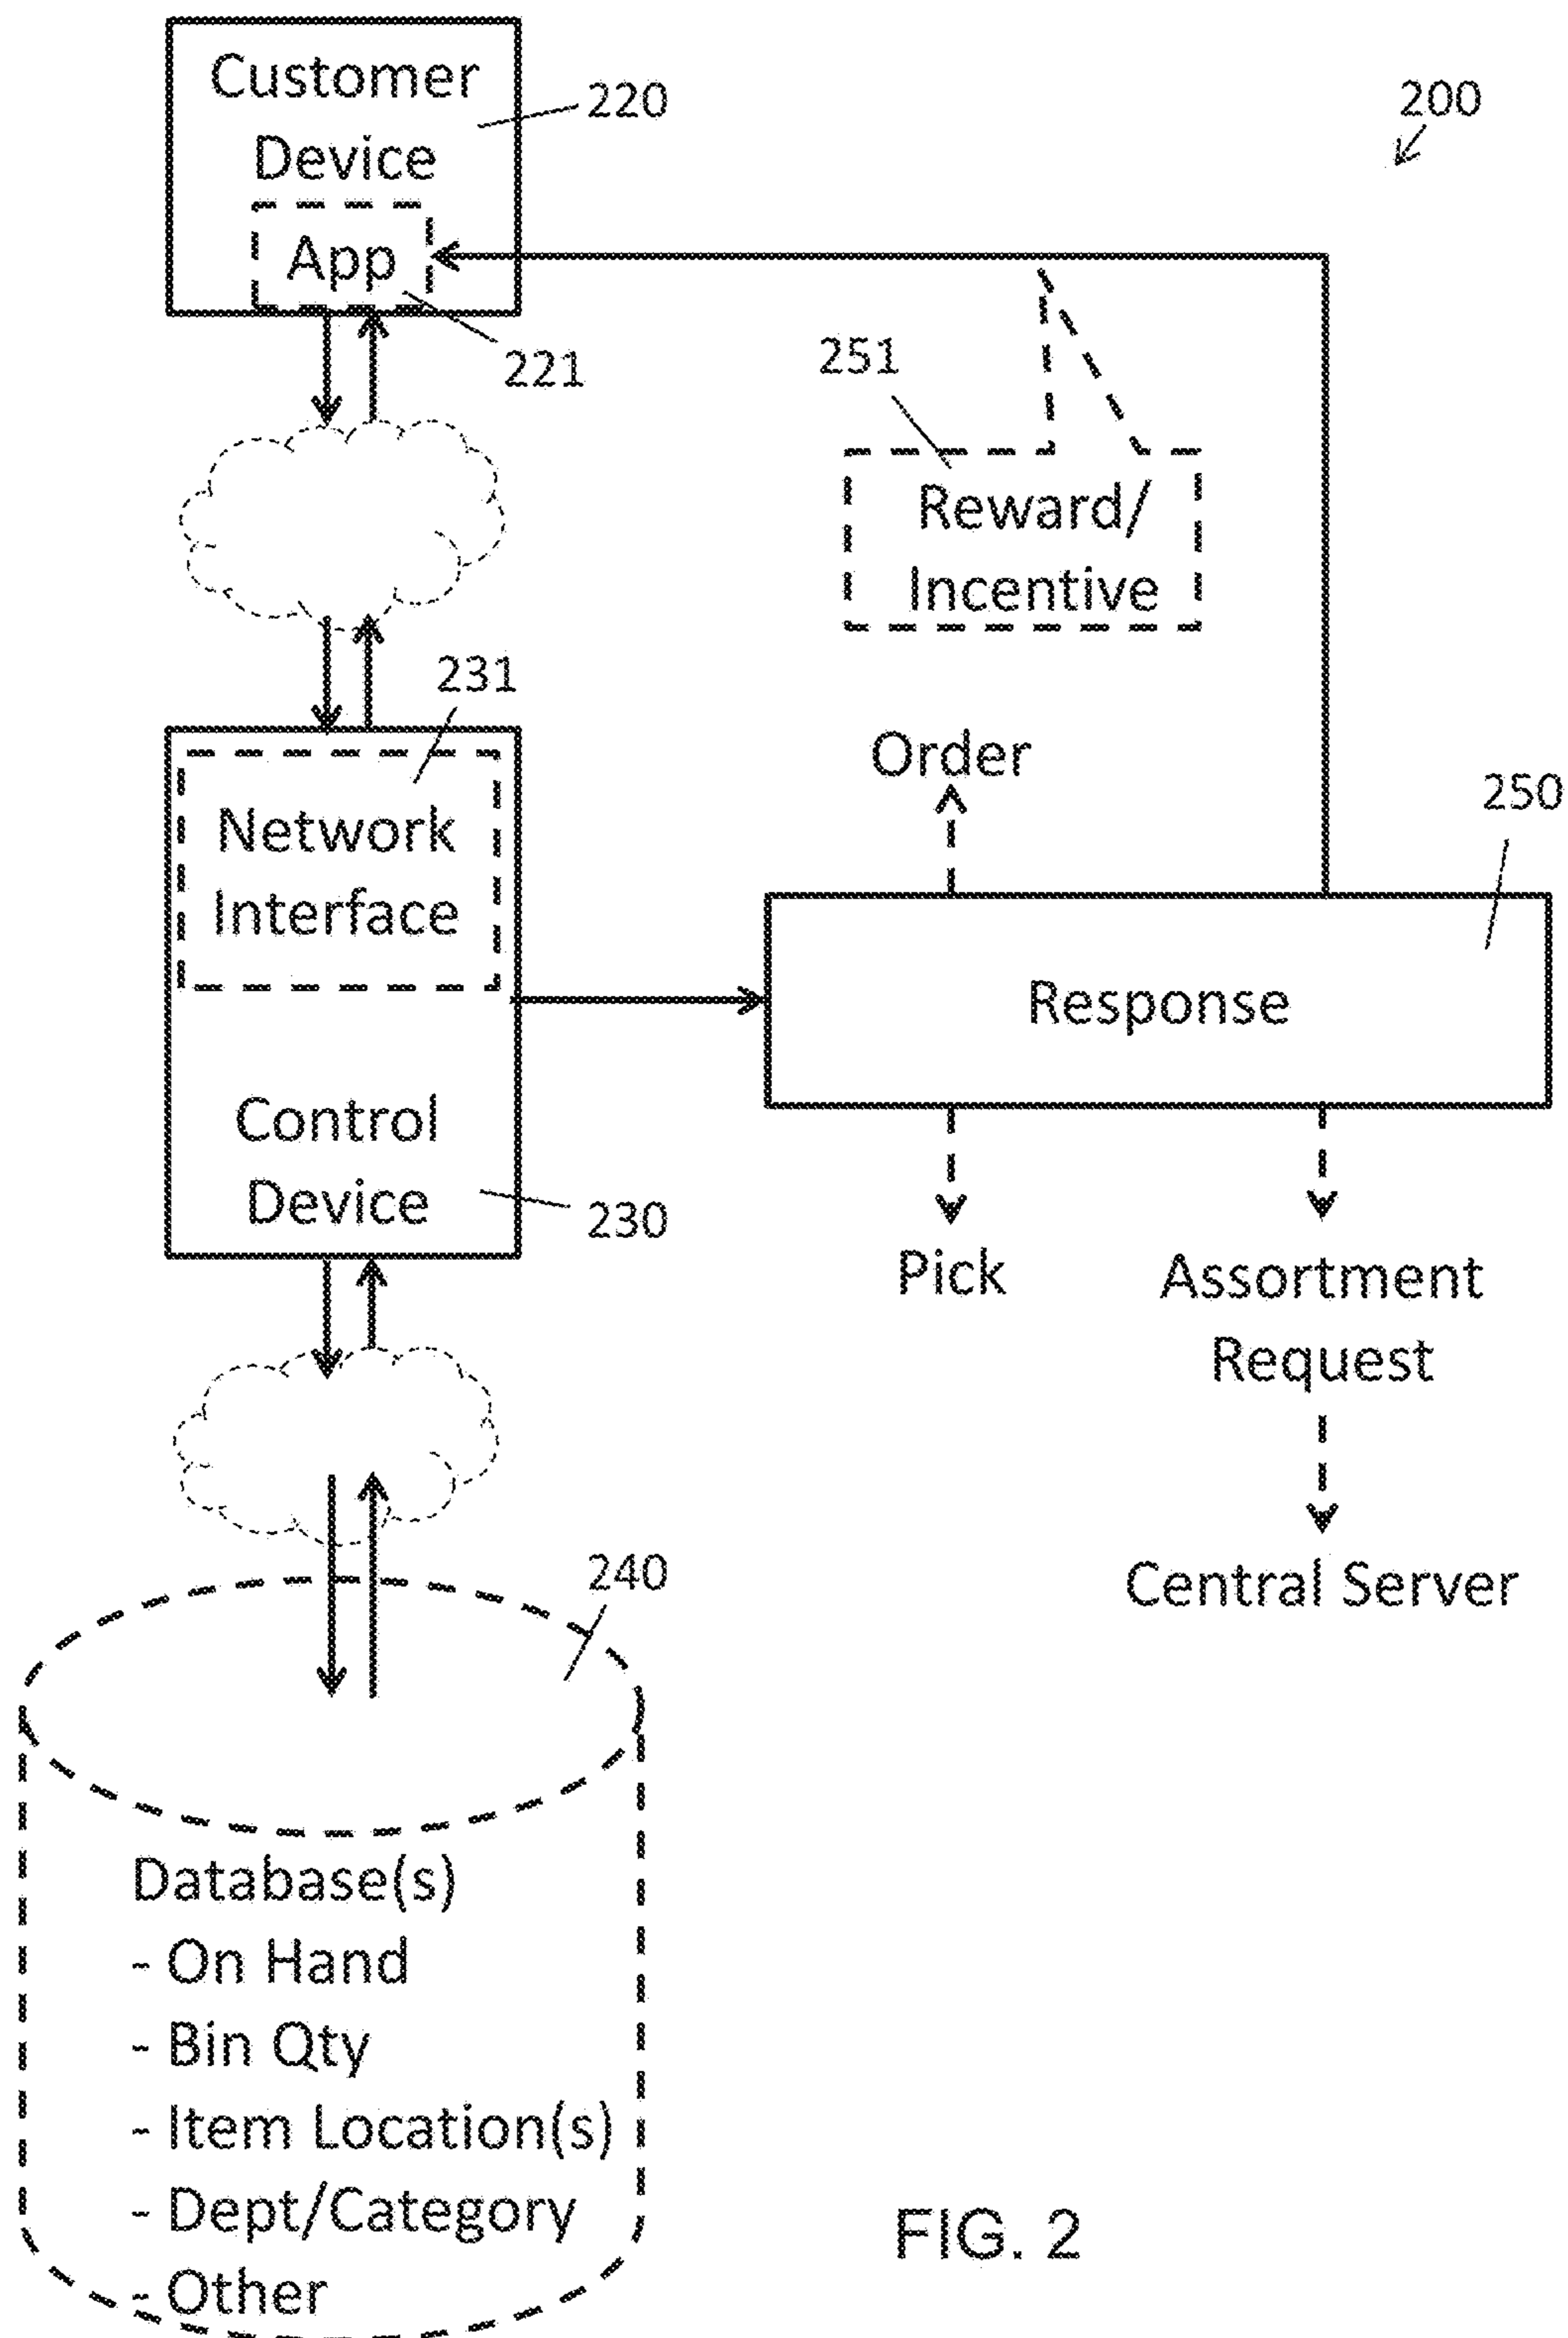 Customer
Device
220
200
App
221
251
Reward/
Incentive
231
Network
Interface
Order
250
Response
Control
Device
230
Pick
Assortment
Request
Central Server
240
Database(s)
- On Hand
- Bin Qty
- Item Location(s)
- Dept/Category
- Other
FIG. 2